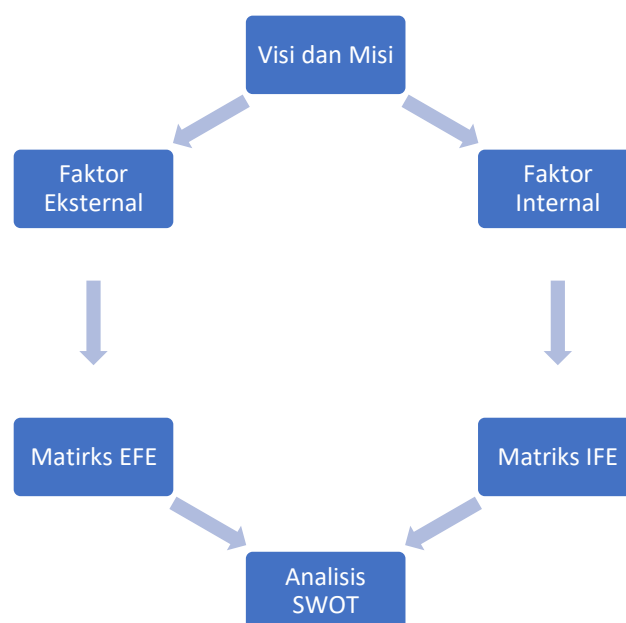 Visi dan Misi
Faktor
Eksternal
Faktor
Internal
Matirks EFE
Matriks IFE
Analisis
SWOT